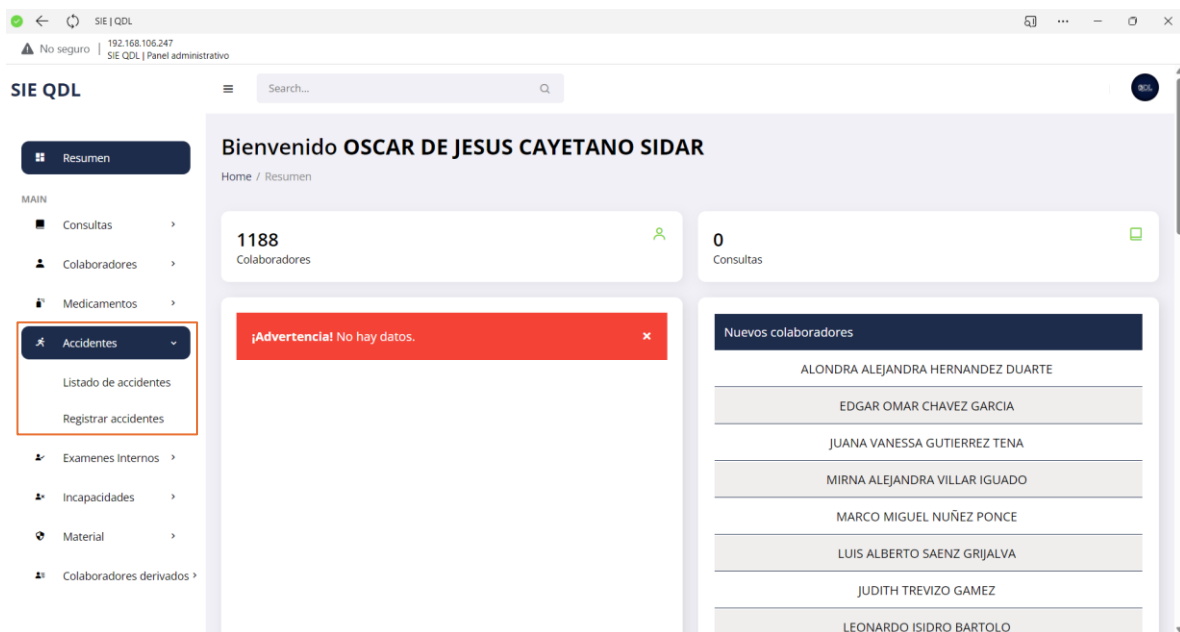 SIE | QDL
No seguro | 192.168.106.247
SIE QDL | Panel administrativo
SIE QDL
Search...
QDL
Resumen
MAIN
Consultas
Colaboradores
Medicamentos
Accidentes
Listado de accidentes
Registrar accidentes
Examenes Internos
Incapacidades
Material
Colaboradores derivados
Bienvenido OSCAR DE JESUS CAYETANO SIDAR
Home / Resumen
1188
Colaboradores
0
Consultas
¡Advertencia! No hay datos.
Nuevos colaboradores
ALONDRA ALEJANDRA HERNANDEZ DUARTE
EDGAR OMAR CHAVEZ GARCIA
JUANA VANESSA GUTIERREZ TENA
MIRNA ALEJANDRA VILLAR IGUADO
MARCO MIGUEL NUÑEZ PONCE
LUIS ALBERTO SAENZ GRIJALVA
JUDITH TREVIZO GAMEZ
LEONARDO ISIDRO BARTOLO